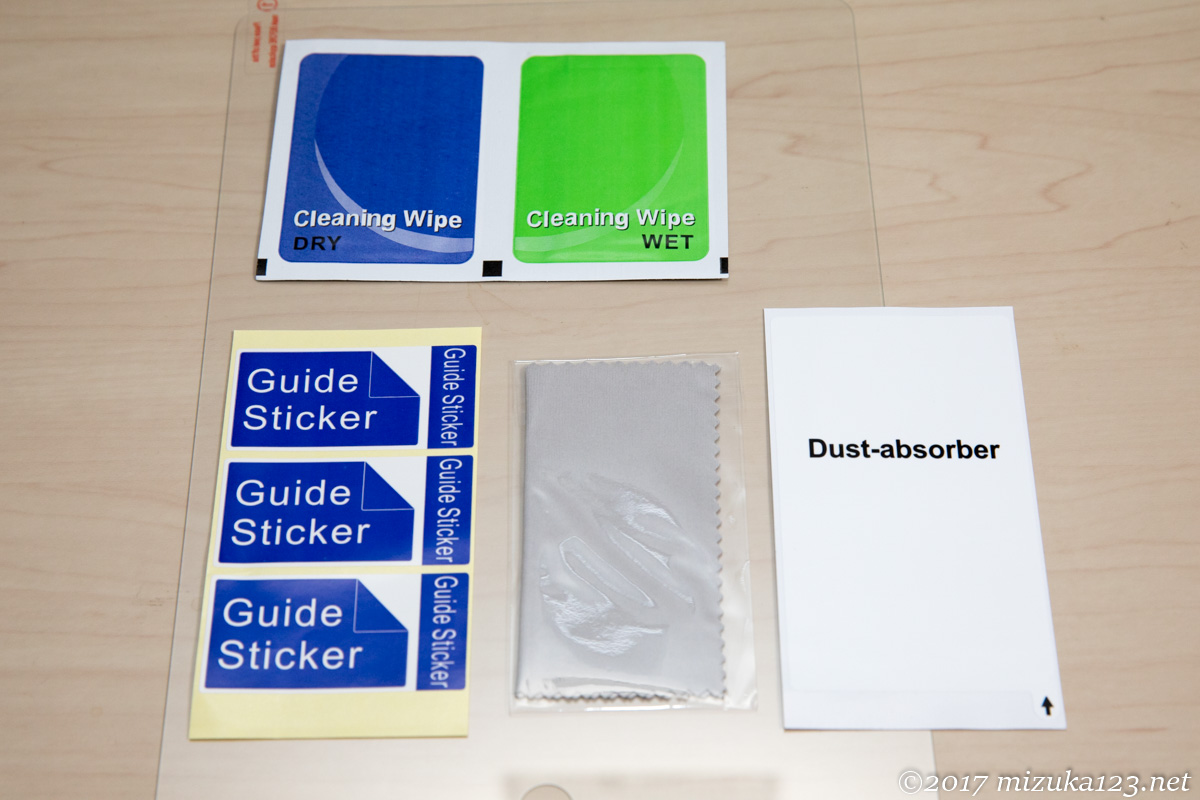 Cleaning Wipe
DRY
Cleaning Wipe
WET
Guide
Sticker
Guide Sticker
Guide
Sticker
Guide Sticker
Guide
Sticker
Guide Sticker
Dust-absorber
©2017 mizuka123.net